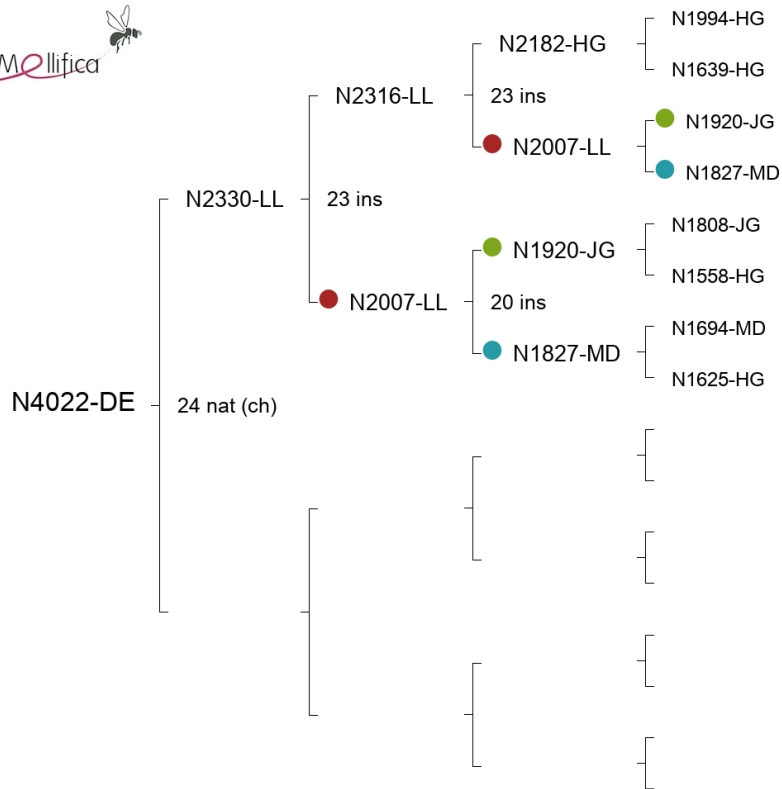 Mellifica
N1994-HG
N2182-HG
N1639-HG
N2316-LL
23 ins
N1920-JG
N2007-LL
N1827-MD
N2330-LL
23 ins
N1808-JG
N1920-JG
N1558-HG
N2007-LL
20 ins
N1694-MD
N1827-MD
N1625-HG
N4022-DE
24 nat (ch)